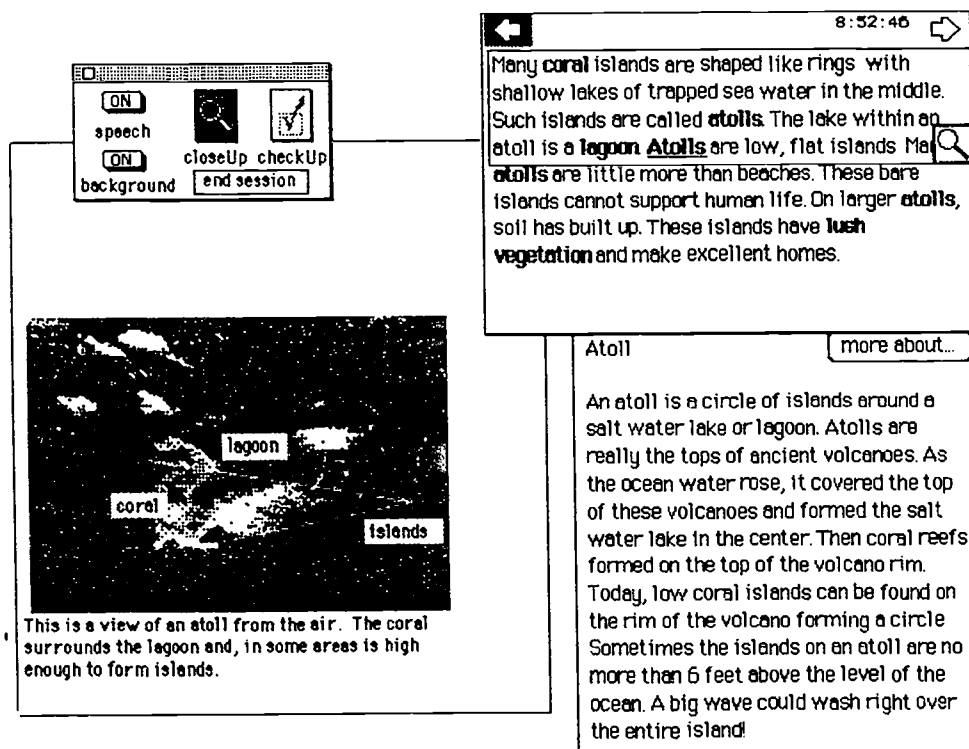 ON
speech
ON
background
closeUp checkUp
end session
8:52:46
Many coral islands are shaped like rings with
shallow lakes of trapped sea water in the middle.
Such islands are called atolls. The lake within an
atoll is a lagoon Atolls are low, flat islands Ma
atolls are little more than beaches. These bare
islands cannot support human life. On larger atolls,
soil has built up. These islands have lush
vegetation and make excellent homes.
lagoon
coral
islands
This is a view of an atoll from the air. The coral
surrounds the lagoon and, in some areas is high
enough to form islands.
Atoll
more about...
An atoll is a circle of islands around a
salt water lake or lagoon. Atolls are
really the tops of ancient volcanoes. As
the ocean water rose, it covered the top
of these volcanoes and formed the salt
water lake in the center. Then coral reefs
formed on the top of the volcano rim.
Today, low coral islands can be found on
the rim of the volcano forming a circle
Sometimes the islands on an atoll are no
more than 6 feet above the level of the
ocean. A big wave could wash right over
the entire island!